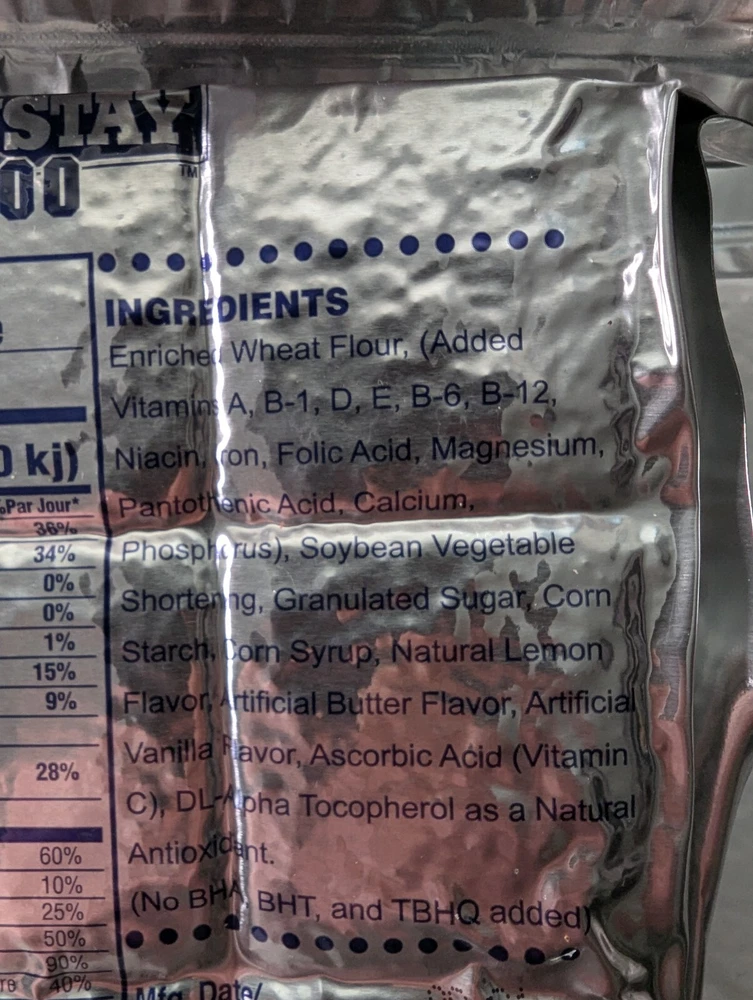 STAY
00
TM
INGREDIENTS
Enriched Wheat Flour, (Added
Vitamins A, B-1, D, E, B-6, B-12,
Niacin, Iron, Folic Acid, Magnesium,
Pantothenic Acid, Calcium,
Phosphorus), Soybean Vegetable
Shortening, Granulated Sugar, Corn
Starch, Corn Syrup, Natural Lemon
Flavor, Artificial Butter Flavor, Artificial
Vanilla Flavor, Ascorbic Acid (Vitamin
C), DL-Alpha Tocopherol as a Natural
Antioxident.
(No BHA, BHT, and TBHQ added)
Mfg. Date/
0 kj)
%Par Jour*
36%
34%
0%
0%
1%
15%
9%
28%
60%
10%
25%
50%
90%
40%